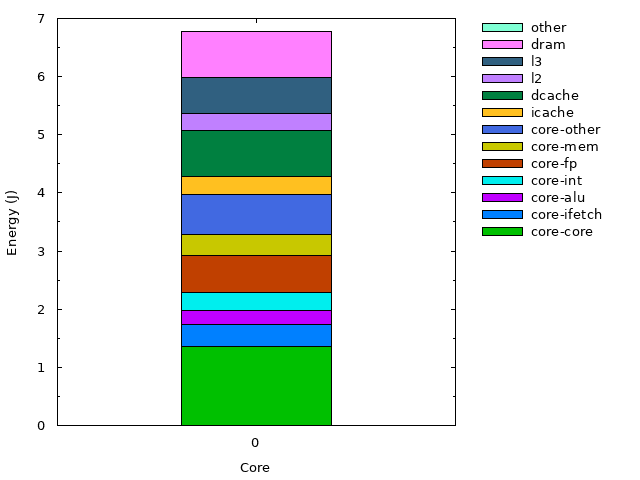 7
6
5
4
3
2
1
0
Energy (J)
0
Core
other
dram
l3
l2
dcache
icache
core-other
core-mem
core-fp
core-int
core-alu
core-ifetch
core-core